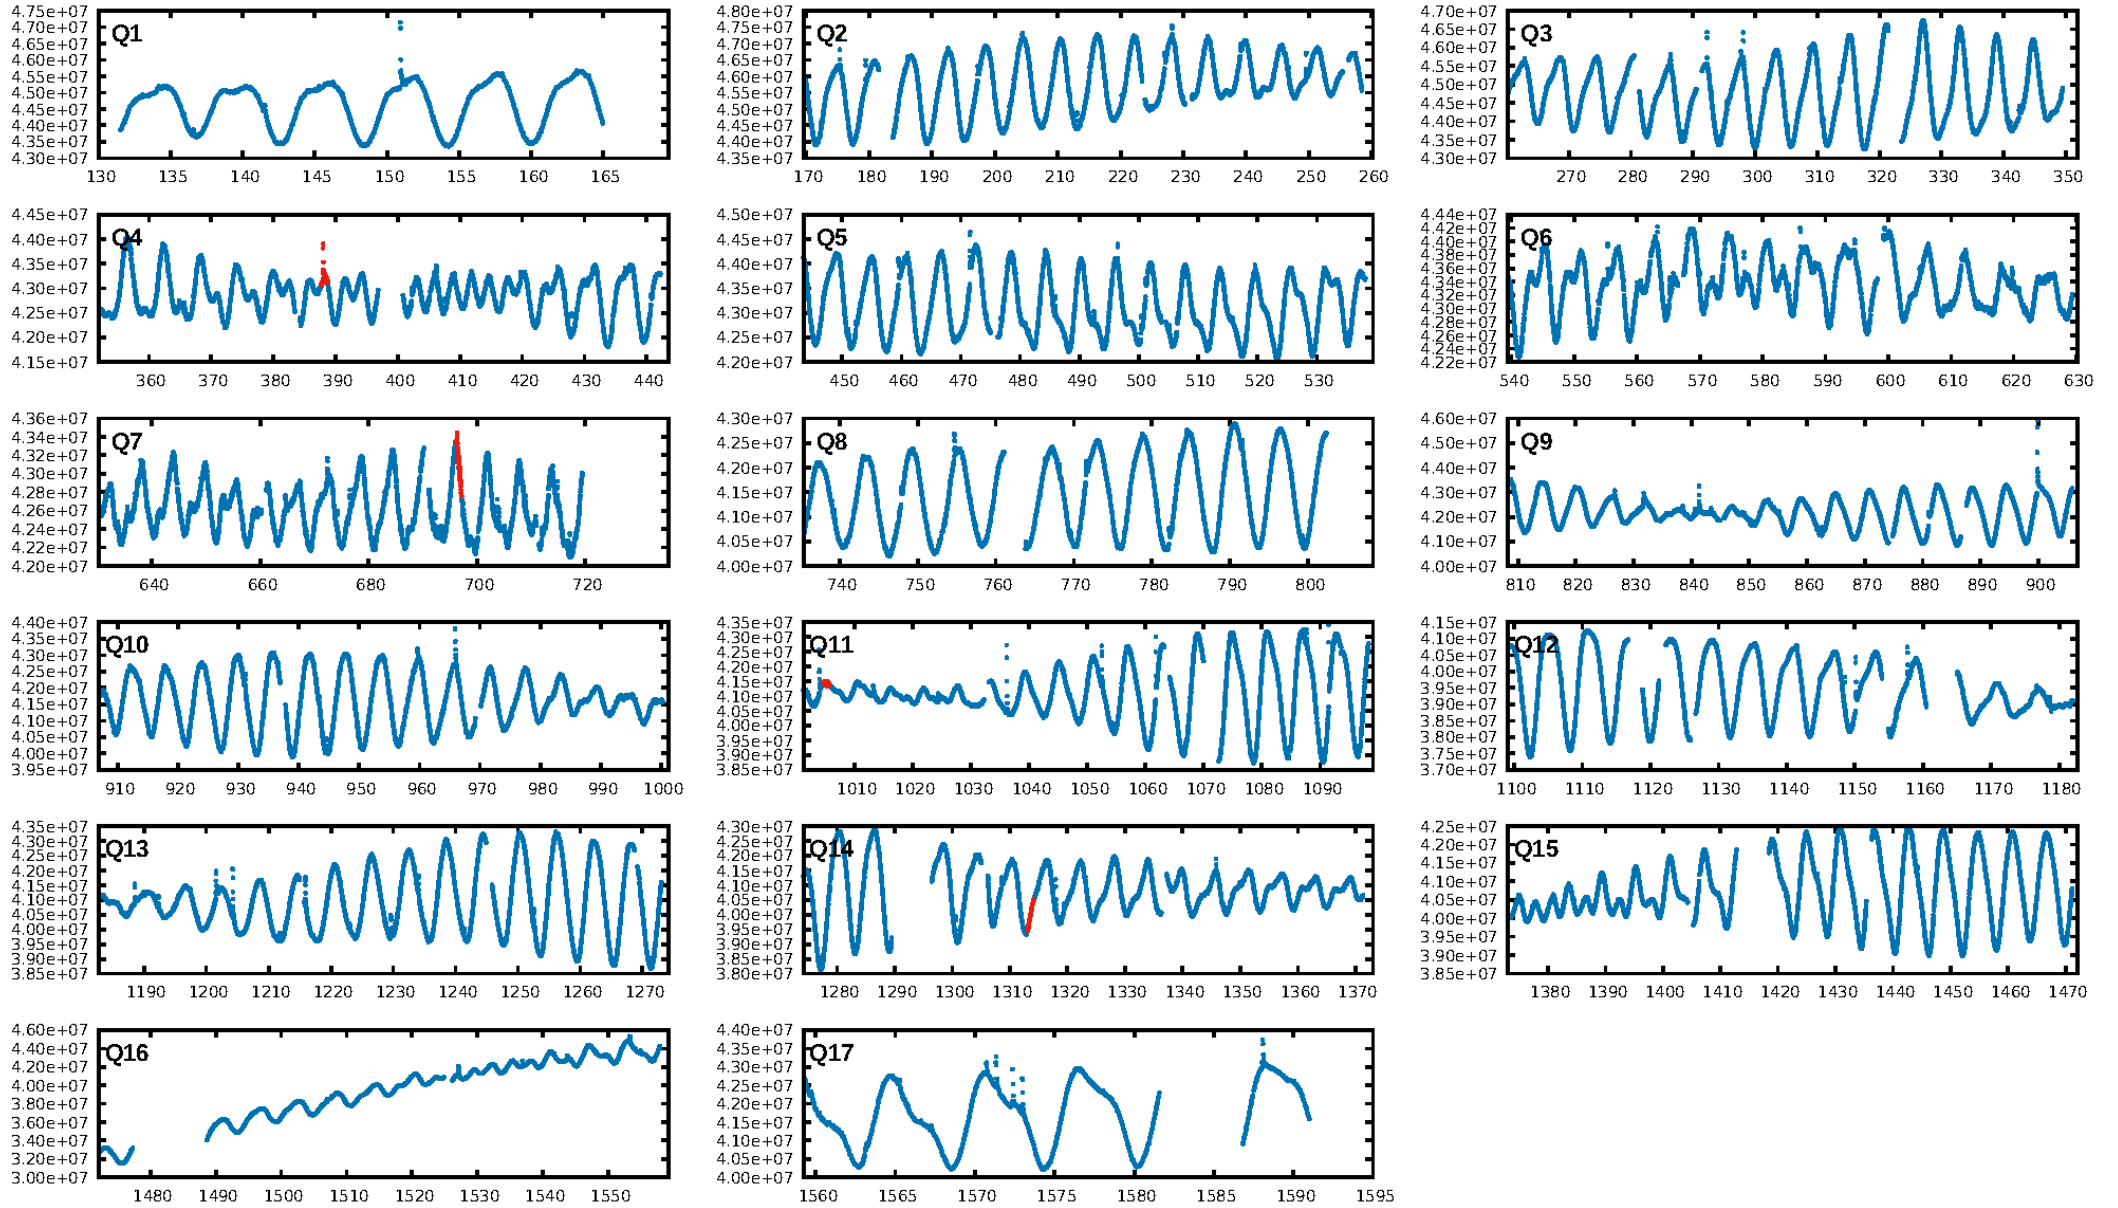 4.75e+07
4.70e+07
4.65e+07
4.60e+07
4.55e+07
4.50e+07
4.45e+07
4.40e+07
4.35e+07
4.30e+07
Q1
130 135 140 145 150 155 160 165
4.80e+07
4.75e+07
4.70e+07
4.65e+07
4.60e+07
4.55e+07
4.50e+07
4.45e+07
4.40e+07
4.35e+07
Q2
170 180 190 200 210 220 230 240 250 260
4.70e+07
4.65e+07
4.60e+07
4.55e+07
4.50e+07
4.45e+07
4.40e+07
4.35e+07
4.30e+07
Q3
270 280 290 300 310 320 330 340 350
4.45e+07
4.40e+07
4.35e+07
4.30e+07
4.25e+07
4.20e+07
4.15e+07
Q4
360 370 380 390 400 410 420 430 440
4.50e+07
4.45e+07
4.40e+07
4.35e+07
4.30e+07
4.25e+07
4.20e+07
Q5
450 460 470 480 490 500 510 520 530
4.44e+07
4.42e+07
4.40e+07
4.38e+07
4.36e+07
4.34e+07
4.32e+07
4.30e+07
4.28e+07
4.26e+07
4.24e+07
4.22e+07
Q6
540 550 560 570 580 590 600 610 620 630
4.36e+07
4.34e+07
4.32e+07
4.30e+07
4.28e+07
4.26e+07
4.24e+07
4.22e+07
4.20e+07
Q7
640 660 680 700 720
4.30e+07
4.25e+07
4.20e+07
4.15e+07
4.10e+07
4.05e+07
4.00e+07
Q8
740 750 760 770 780 790 800
4.60e+07
4.50e+07
4.40e+07
4.30e+07
4.20e+07
4.10e+07
4.00e+07
Q9
810 820 830 840 850 860 870 880 890 900
4.40e+07
4.35e+07
4.30e+07
4.25e+07
4.20e+07
4.15e+07
4.10e+07
4.05e+07
4.00e+07
3.95e+07
Q10
910 920 930 940 950 960 970 980 990 1000
4.35e+07
4.30e+07
4.25e+07
4.20e+07
4.15e+07
4.10e+07
4.05e+07
4.00e+07
3.95e+07
3.90e+07
3.85e+07
Q11
1010 1020 1030 1040 1050 1060 1070 1080 1090
4.15e+07
4.10e+07
4.05e+07
4.00e+07
3.95e+07
3.90e+07
3.85e+07
3.80e+07
3.75e+07
3.70e+07
Q12
1100 1110 1120 1130 1140 1150 1160 1170 1180
4.35e+07
4.30e+07
4.25e+07
4.20e+07
4.15e+07
4.10e+07
4.05e+07
4.00e+07
3.95e+07
3.90e+07
3.85e+07
Q13
1190 1200 1210 1220 1230 1240 1250 1260 1270
4.30e+07
4.25e+07
4.20e+07
4.15e+07
4.10e+07
4.05e+07
4.00e+07
3.95e+07
3.90e+07
3.85e+07
3.80e+07
Q14
1280 1290 1300 1310 1320 1330 1340 1350 1360 1370
4.25e+07
4.20e+07
4.15e+07
4.10e+07
4.05e+07
4.00e+07
3.95e+07
3.90e+07
3.85e+07
Q15
1380 1390 1400 1410 1420 1430 1440 1450 1460 1470
4.60e+07
4.40e+07
4.20e+07
4.00e+07
3.80e+07
3.60e+07
3.40e+07
3.20e+07
3.00e+07
Q16
1480 1490 1500 1510 1520 1530 1540 1550
4.40e+07
4.35e+07
4.30e+07
4.25e+07
4.20e+07
4.15e+07
4.10e+07
4.05e+07
4.00e+07
Q17
1560 1565 1570 1575 1580 1585 1590 1595